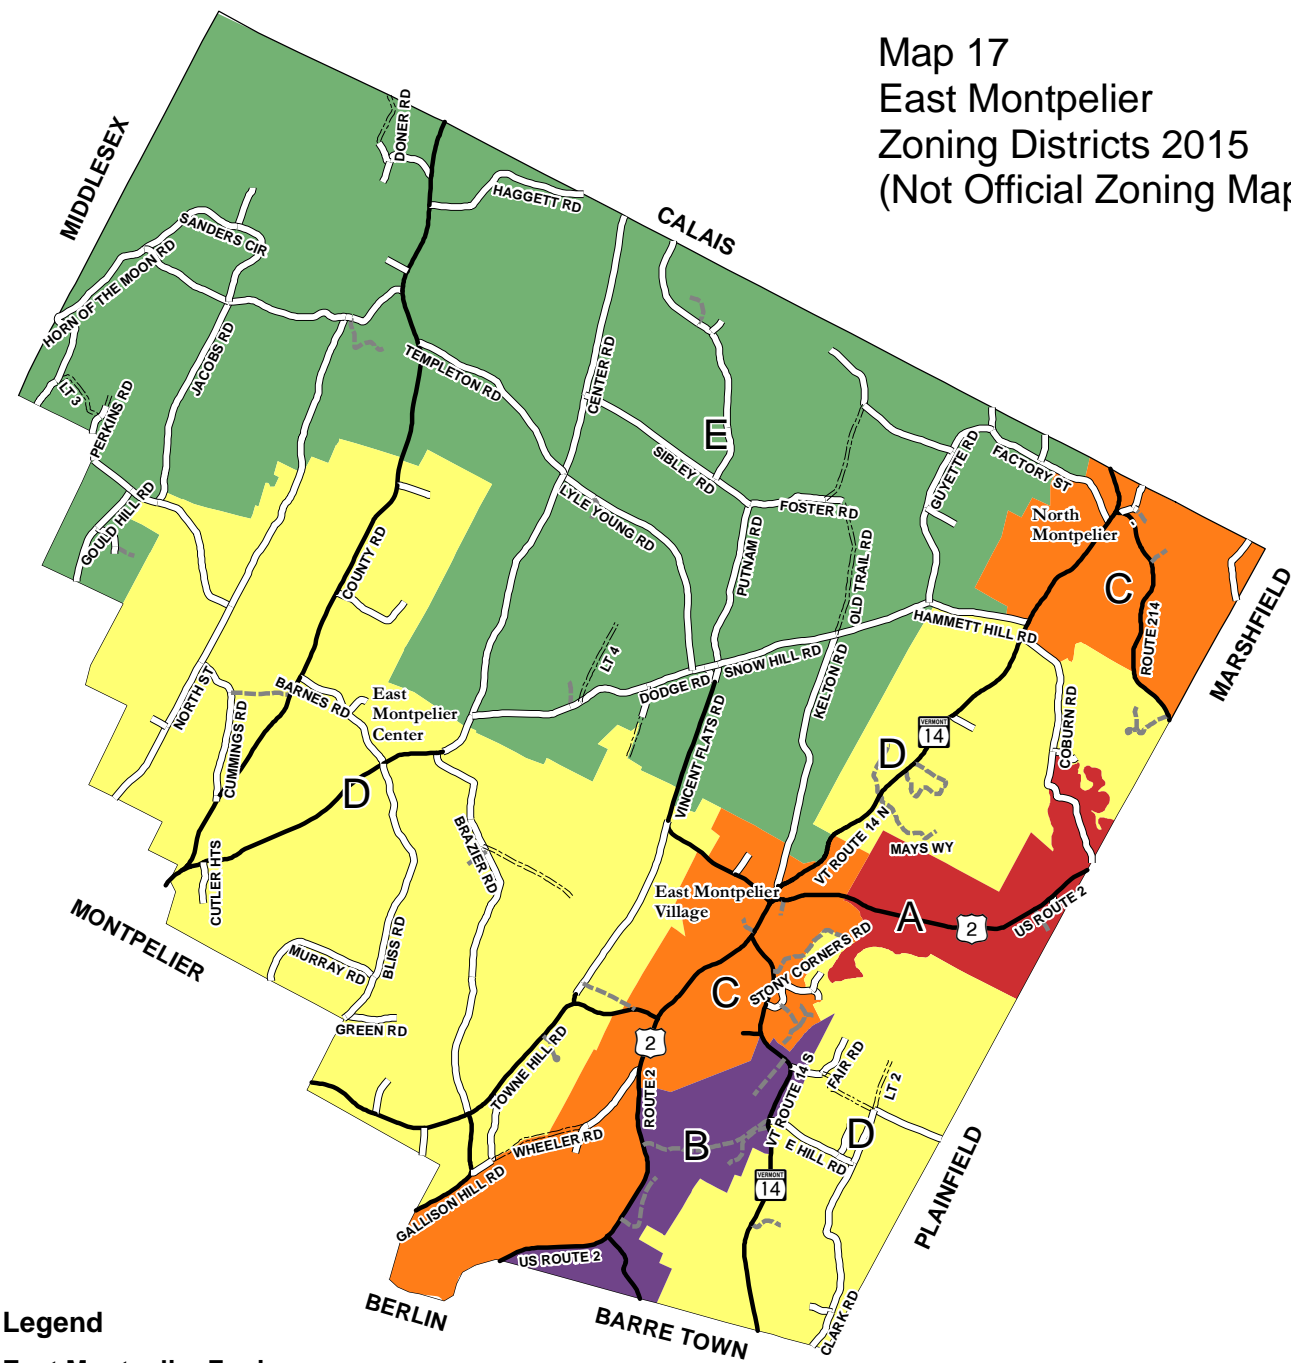 Map 17
East Montpelier
Zoning Districts 2015
(Not Official Zoning Map
MIDDLESEX
DONER RD
HAGGETT RD
CALAIS
SANDERS CIR
HORN OF THE MOON RD
JACOBS RD
LT 3
PERKINS RD
TEMPLETON RD
CENTER RD
E
SIBLEY RD
GUYETTE RD
FACTORY ST
GOULD HILL RD
LYLE YOUNG RD
FOSTER RD
North
Montpelier
COUNTY RD
PUTNAM RD
OLD TRAIL RD
C
HAMMETT HILL RD
ROUTE 214
MARSHFIELD
LT 4
SNOW HILL RD
DODGE RD
KELTON RD
NORTH ST
BARNES RD
East
Montpelier
Center
CUMMINGS RD
VINCENT FLATS RD
VERMONT
14
COBURN RD
D
D
BRAZIER RD
VT ROUTE 14 N
MAYS WY
CUTLER HTS
East Montpelier
Village
A
2
US ROUTE 2
MONTPELIER
BLISS RD
MURRAY RD
STONY CORNERS RD
C
GREEN RD
2
TOWNE HILL RD
ROUTE 2
VT ROUTE 14 S
FAIR RD
LT 2
WHEELER RD
B
D
E HILL RD
VERMONT
14
GALLISON HILL RD
PLAINFIELD
US ROUTE 2
BERLIN
BARRE TOWN
CLARK RD
Legend